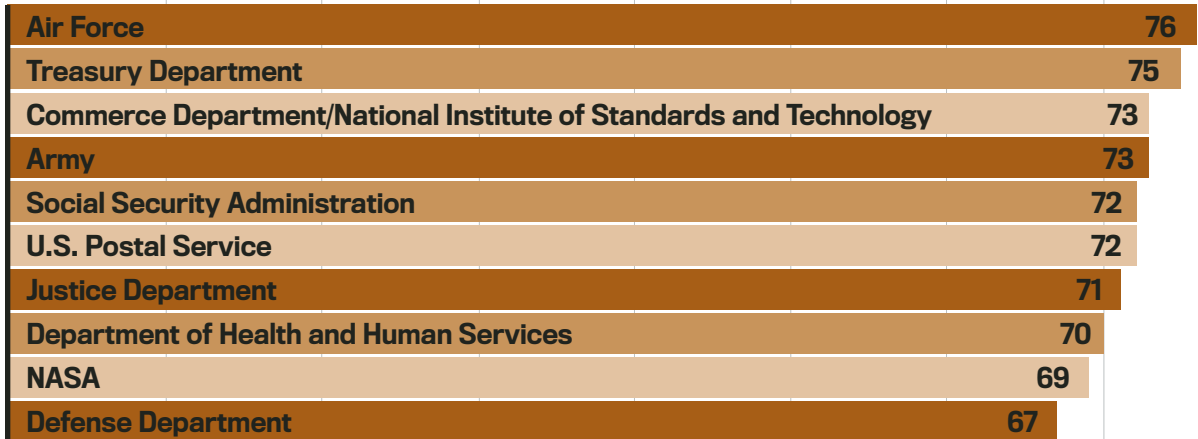 Air Force 76
Treasury Department 75
Commerce Department/National Institute of Standards and Technology 73
Army 73
Social Security Administration 72
U.S. Postal Service 72
Justice Department 71
Department of Health and Human Services 70
NASA 69
Defense Department 67